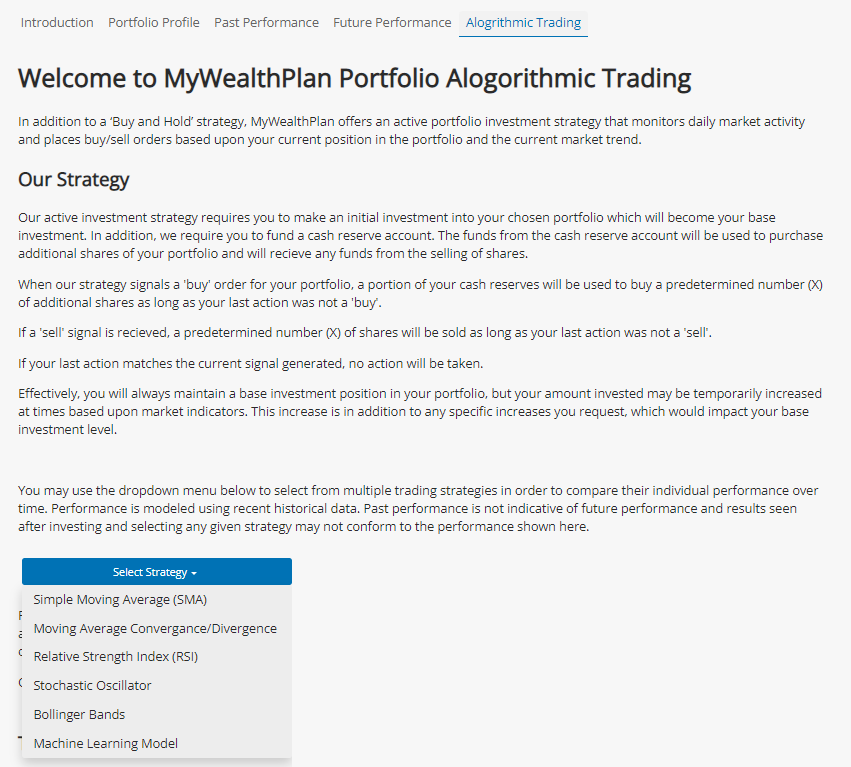 Introduction Portfolio Profile Past Performance Future Performance Alogrithmic Trading
Welcome to MyWealthPlan Portfolio Alogorithmic Trading
In addition to a 'Buy and Hold' strategy, MyWealthPlan offers an active portfolio investment strategy that monitors daily market activity
and places buy/sell orders based upon your current position in the portfolio and the current market trend.
Our Strategy
Our active investment strategy requires you to make an initial investment into your chosen portfolio which will become your base
investment. In addition, we require you to fund a cash reserve account. The funds from the cash reserve account will be used to purchase
additional shares of your portfolio and will recieve any funds from the selling of shares.
When our strategy signals a 'buy' order for your portfolio, a portion of your cash reserves will be used to buy a predetermined number (X)
of additional shares as long as your last action was not a 'buy'.
If a 'sell' signal is recieved, a predetermined number (X) of shares will be sold as long as your last action was not a 'sell'.
If your last action matches the current signal generated, no action will be taken.
Effectively, you will always maintain a base investment position in your portfolio, but your amount invested may be temporarily increased
at times based upon market indicators. This increase is in addition to any specific increases you request, which would impact your base
investment level.
You may use the dropdown menu below to select from multiple trading strategies in order to compare their individual performance over
time. Performance is modeled using recent historical data. Past performance is not indicative of future performance and results seen
after investing and selecting any given strategy may not conform to the performance shown here.
Select Strategy
Simple Moving Average (SMA)
Moving Average Convergance/Divergence
Relative Strength Index (RSI)
Stochastic Oscillator
Bollinger Bands
Machine Learning Model